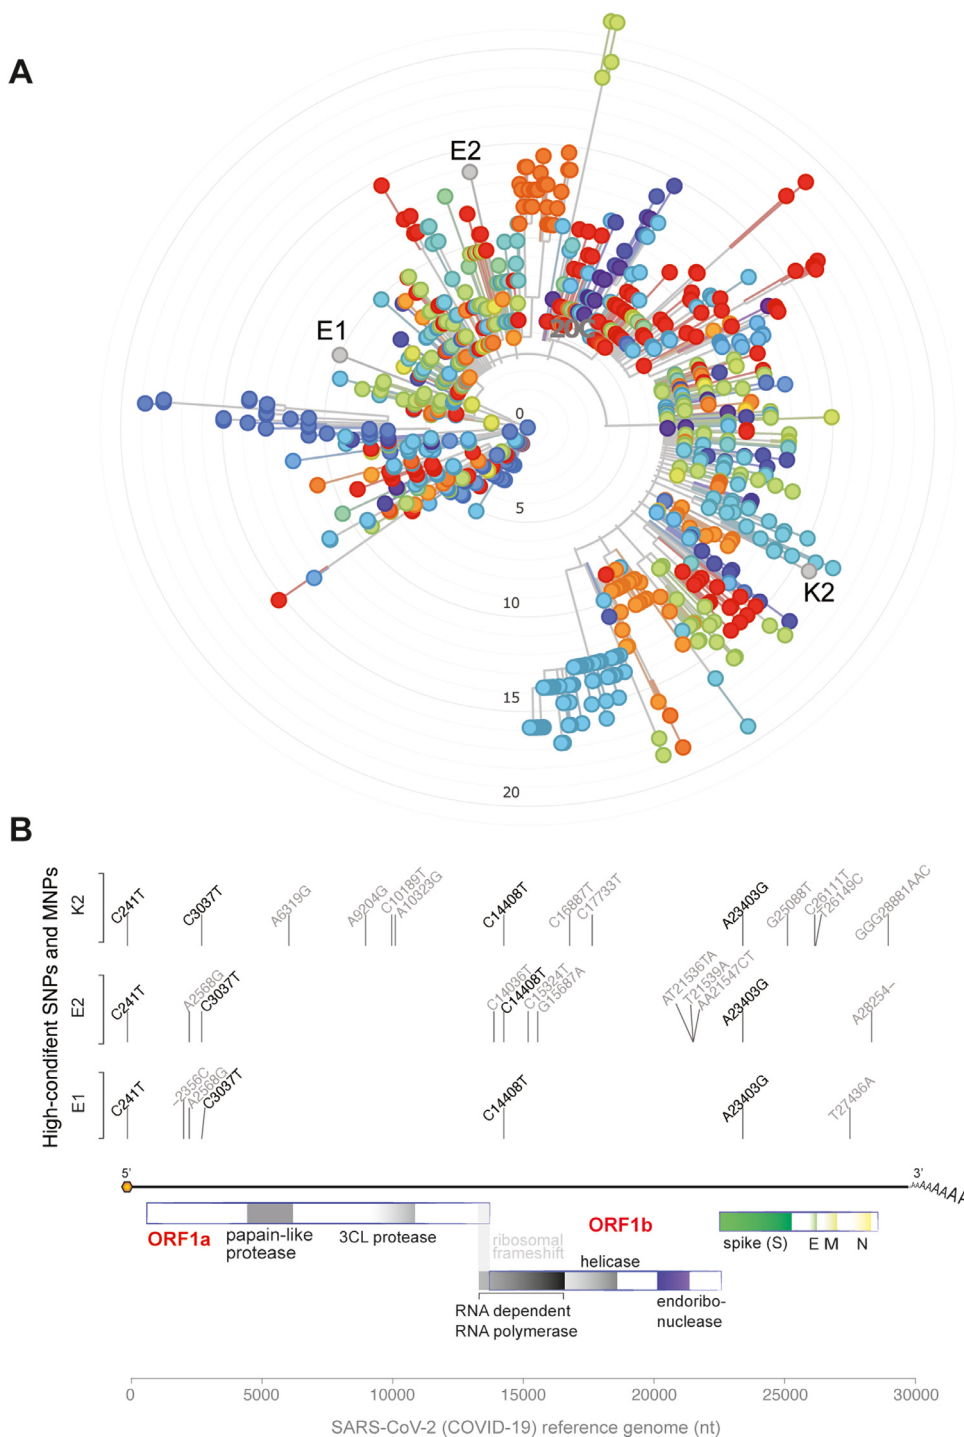 A
E2
E1
20C
0
5
K2
10
15
20
B
High-condifent SNPs and MNPs
K2
C241T
C3037T
A6319G
A9204G
C10189T
A10323G
C14408T
C16887T
C17733T
A23403G
G25088T
C26111T
T26149C
GGG28881AAC
E2
C241T
A2568G
C3037T
C14036T
C14408T
C15324T
G15687A
AT21536TA
T21539A
AA21547CT
A23403G
A28254–
E1
C241T
–2356C
A2568G
C3037T
C14408T
A23403G
T27436A
5'
3'
AAAAAAAAA
ORF1a
papain-like
protease
3CL protease
ribosomal
frameshift
ORF1b
helicase
spike (S)
E M N
RNA dependent
RNA polymerase
endoribo-
nuclease
0 5000 10000 15000 20000 25000 30000
SARS-CoV-2 (COVID-19) reference genome (nt)